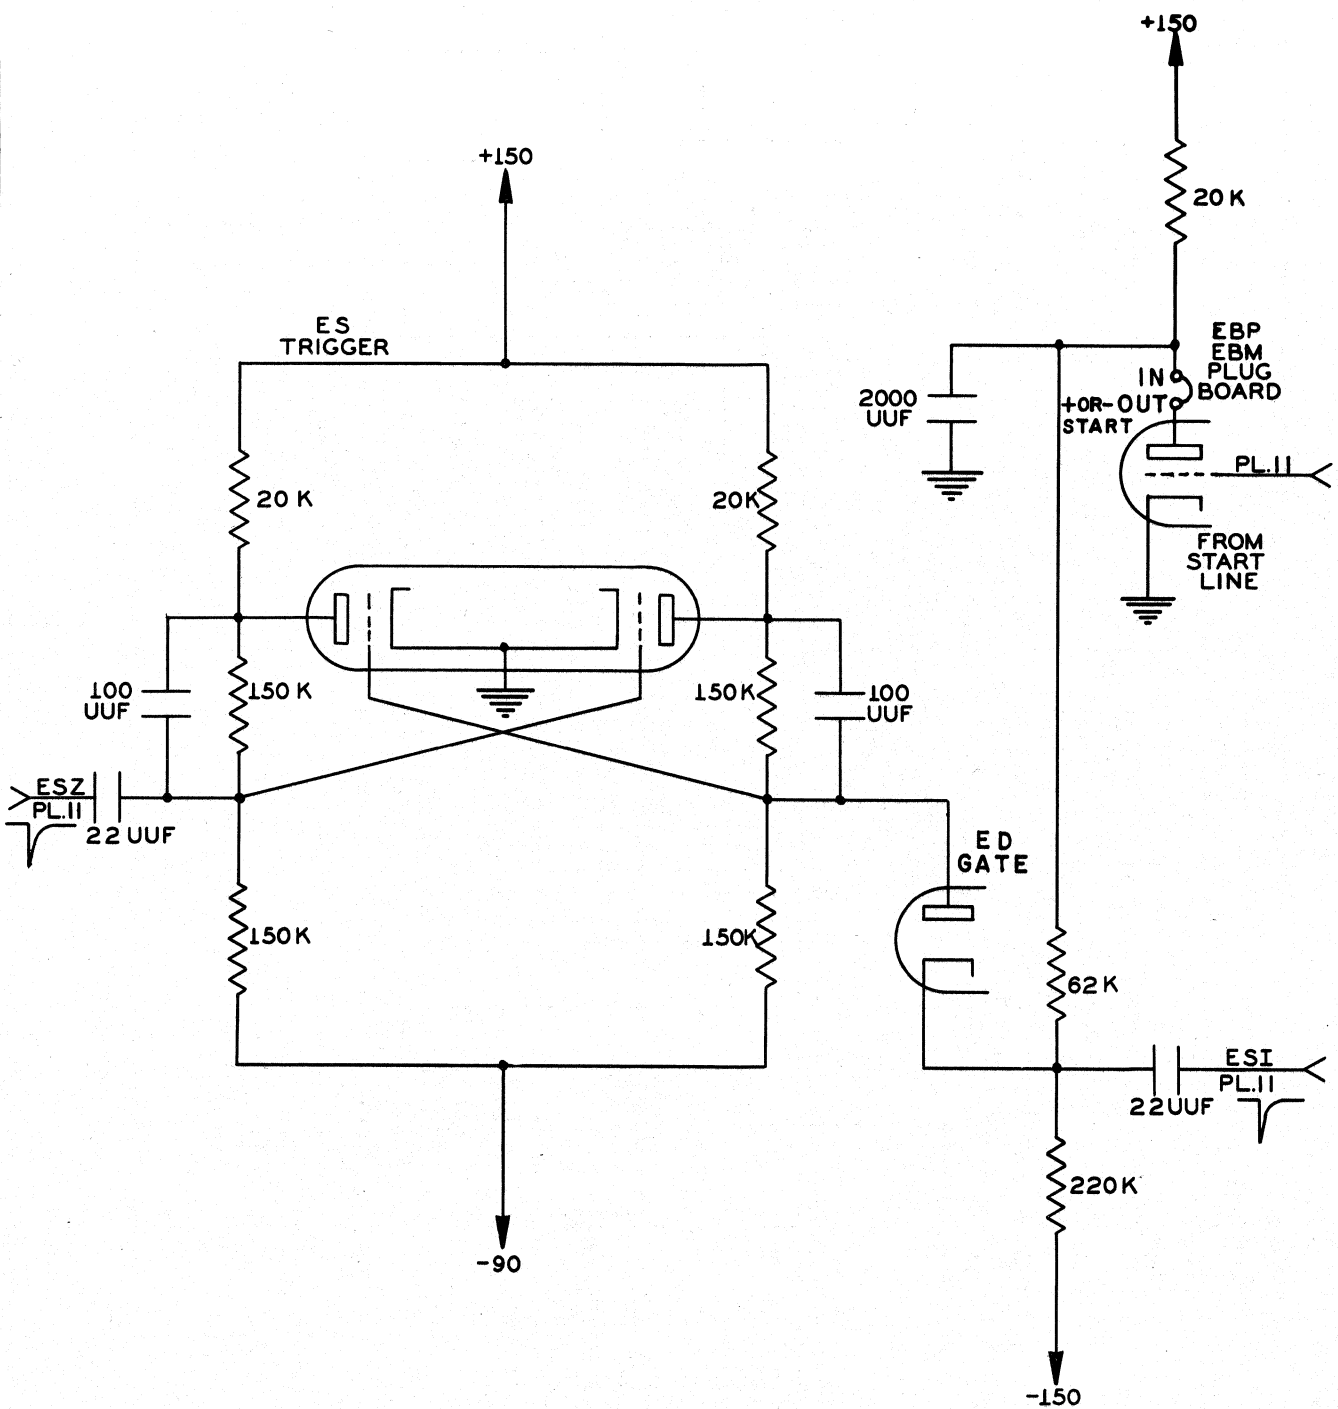 +150
20 K
+150
ES
TRIGGER
EBP
EBM
PLUG
BOARD
IN
+OR-OUT
START
2000
UUF
PL.11
FROM
START
LINE
20 K
20K
150 K
150K
100
UUF
100
UUF
ESZ
PL.11
22 UUF
ED
GATE
150K
150K
62 K
ESI
PL.11
22UUF
220K
-90
-150